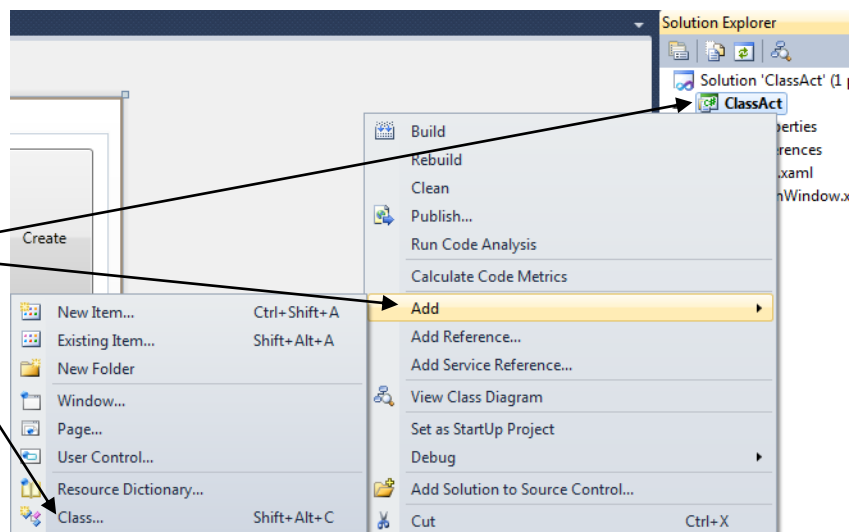 Solution Explorer
Solution 'ClassAct' (1
ClassAct
Build
Rebuild
Clean
Publish...
Run Code Analysis
Calculate Code Metrics
Add
Add Reference...
Add Service Reference...
View Class Diagram
Set as StartUp Project
Debug
Add Solution to Source Control...
Cut Ctrl+X
perties
rences
.xaml
nWindow.x
Create
New Item... Ctrl+Shift+A
Existing Item... Shift+Alt+A
New Folder
Window...
Page...
User Control...
Resource Dictionary...
Class... Shift+Alt+C